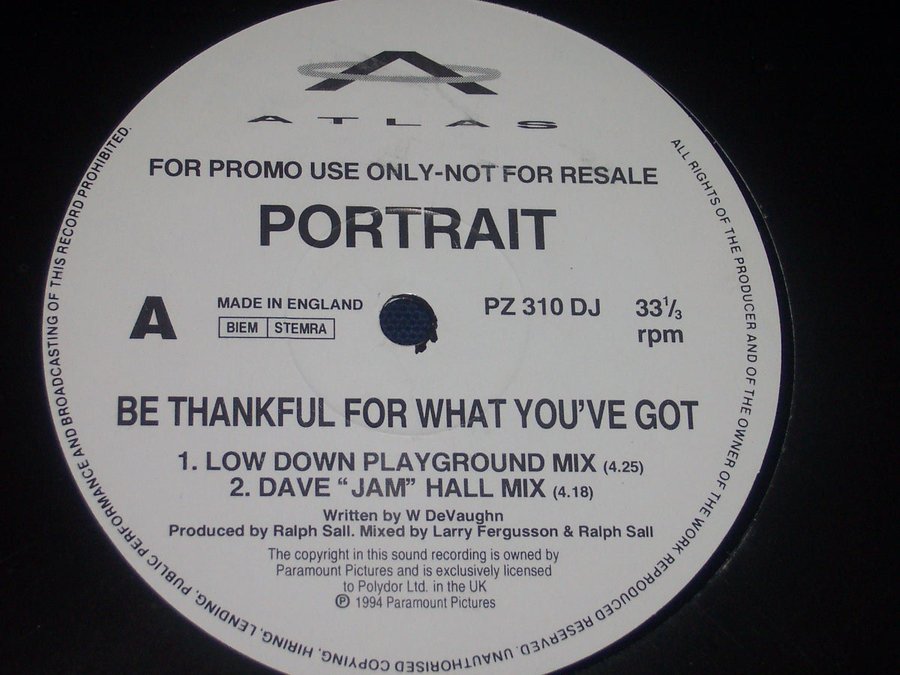 ATLAS
FOR PROMO USE ONLY-NOT FOR RESALE
PORTRAIT
A
MADE IN ENGLAND
BIEM STEMRA
PZ 310 DJ
33⅓
rpm
BE THANKFUL FOR WHAT YOU'VE GOT
1. LOW DOWN PLAYGROUND MIX (4.25)
2. DAVE “JAM” HALL MIX (4.18)
Written by W DeVaughn
Produced by Ralph Sall. Mixed by Larry Fergusson & Ralph Sall
The copyright in this sound recording is owned by
Paramount Pictures and is exclusively licensed
to Polydor Ltd. in the UK
℗ 1994 Paramount Pictures
ALL RIGHTS OF THE PRODUCER AND OF THE OWNER OF THE WORK REPRODUCED RESERVED. UNAUTHORISED COPYING, HIRING, LENDING, PUBLIC PERFORMANCE AND BROADCASTING OF THIS RECORD PROHIBITED.